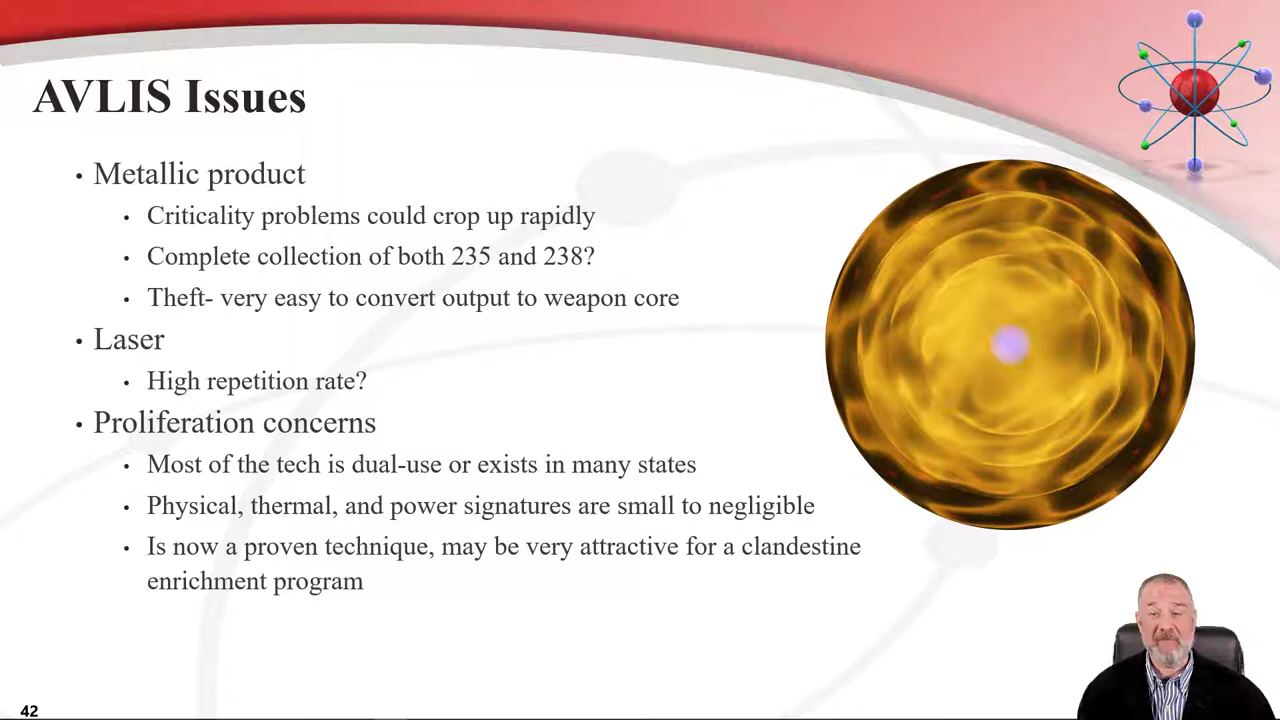 AVLIS Issues
• Metallic product
• Criticality problems could crop up rapidly
• Complete collection of both 235 and 238?
• Theft- very easy to convert output to weapon core
• Laser
• High repetition rate?
• Proliferation concerns
• Most of the tech is dual-use or exists in many states
• Physical, thermal, and power signatures are small to negligible
• Is now a proven technique, may be very attractive for a clandestine
enrichment program
42